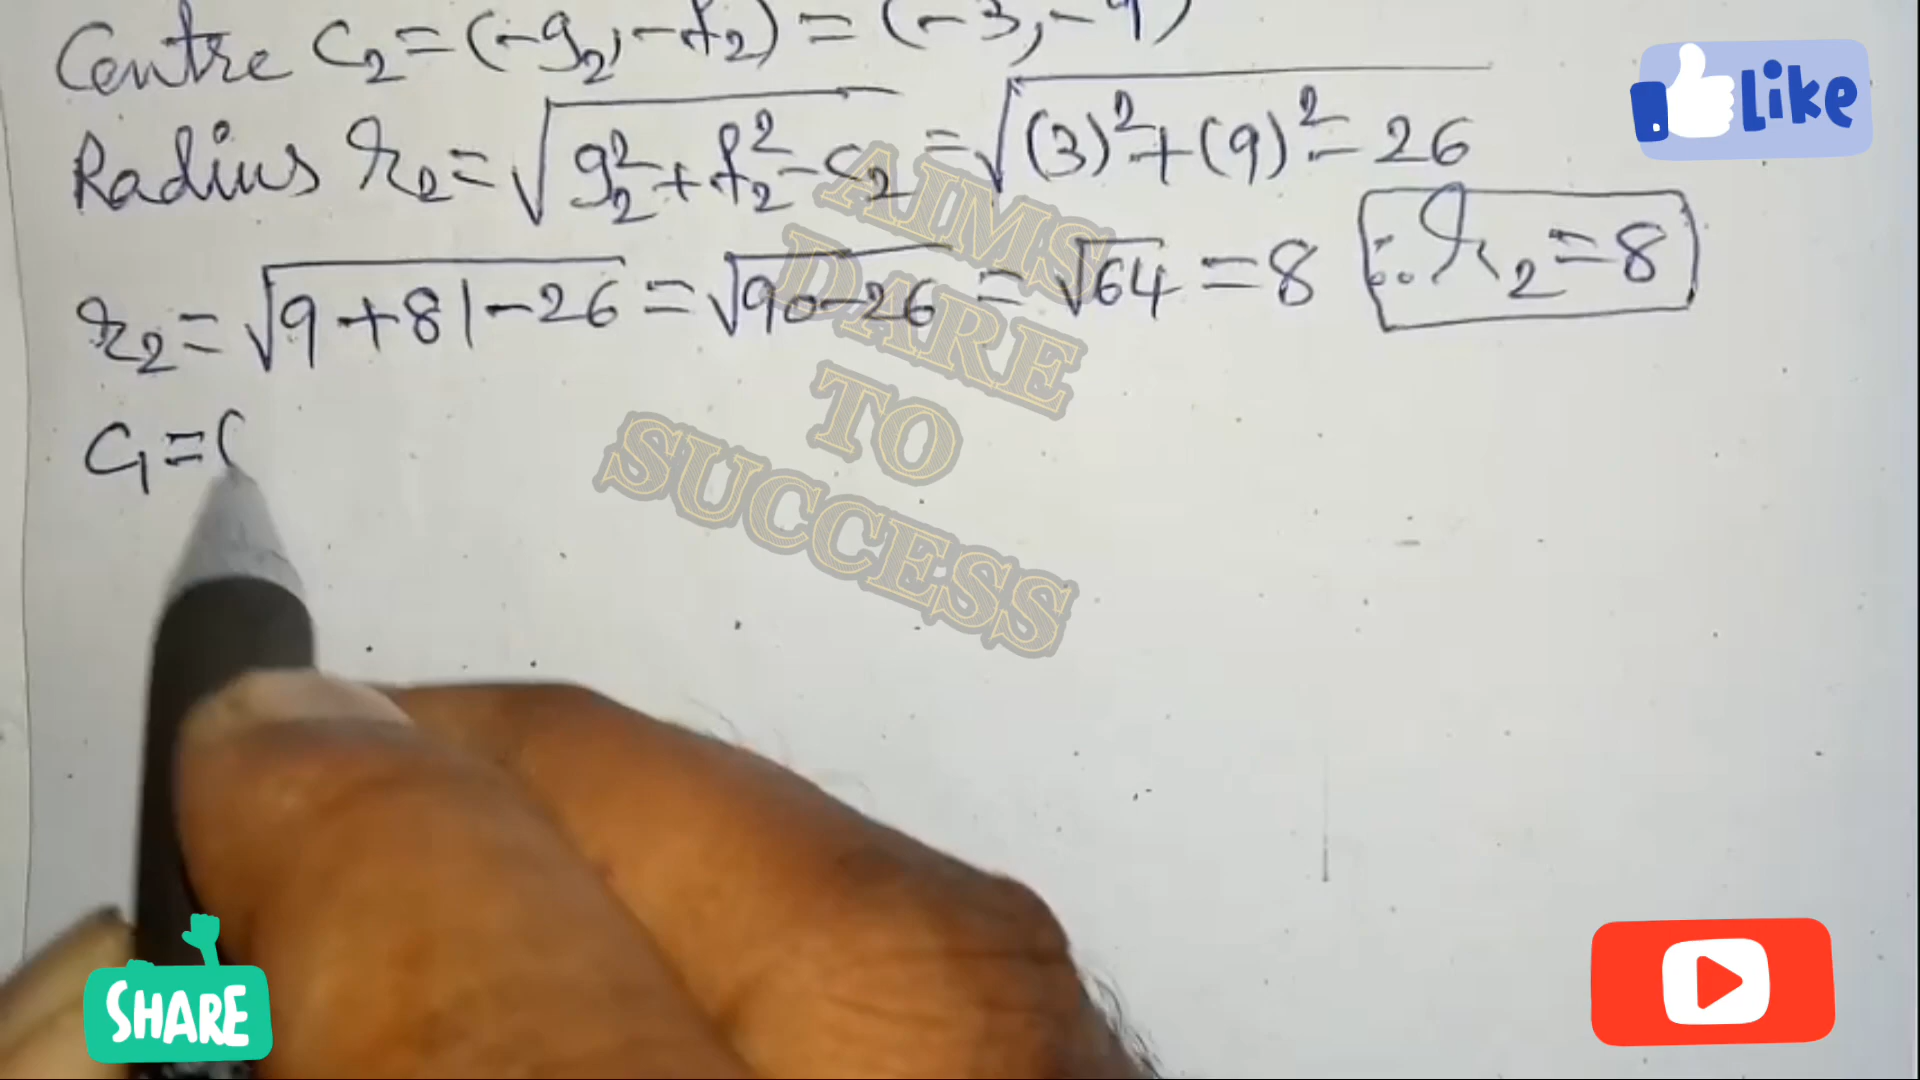 Centre C₂ = (-g₂, -f₂) = (-3, -9)
Radius r₂ = √(g₂² + f₂² - c₂) = √((3)² + (9)² - 26)
r₂ = √(9 + 81 - 26) = √(90 - 26) = √64 = 8 ∴ r₂ = 8
C₁ = (
AIMS
DARE
TO
SUCCESS
Like
SHARE